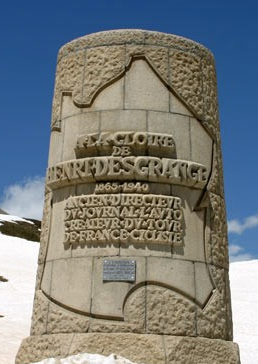 A LA GLOIRE
DE
HENRI DESGRANGE
1865-1940
ANCIEN DIRECTEUR
DU JOURNAL L'AUTO
CREATEUR DU TOUR
DE FRANCE CYCLISTE